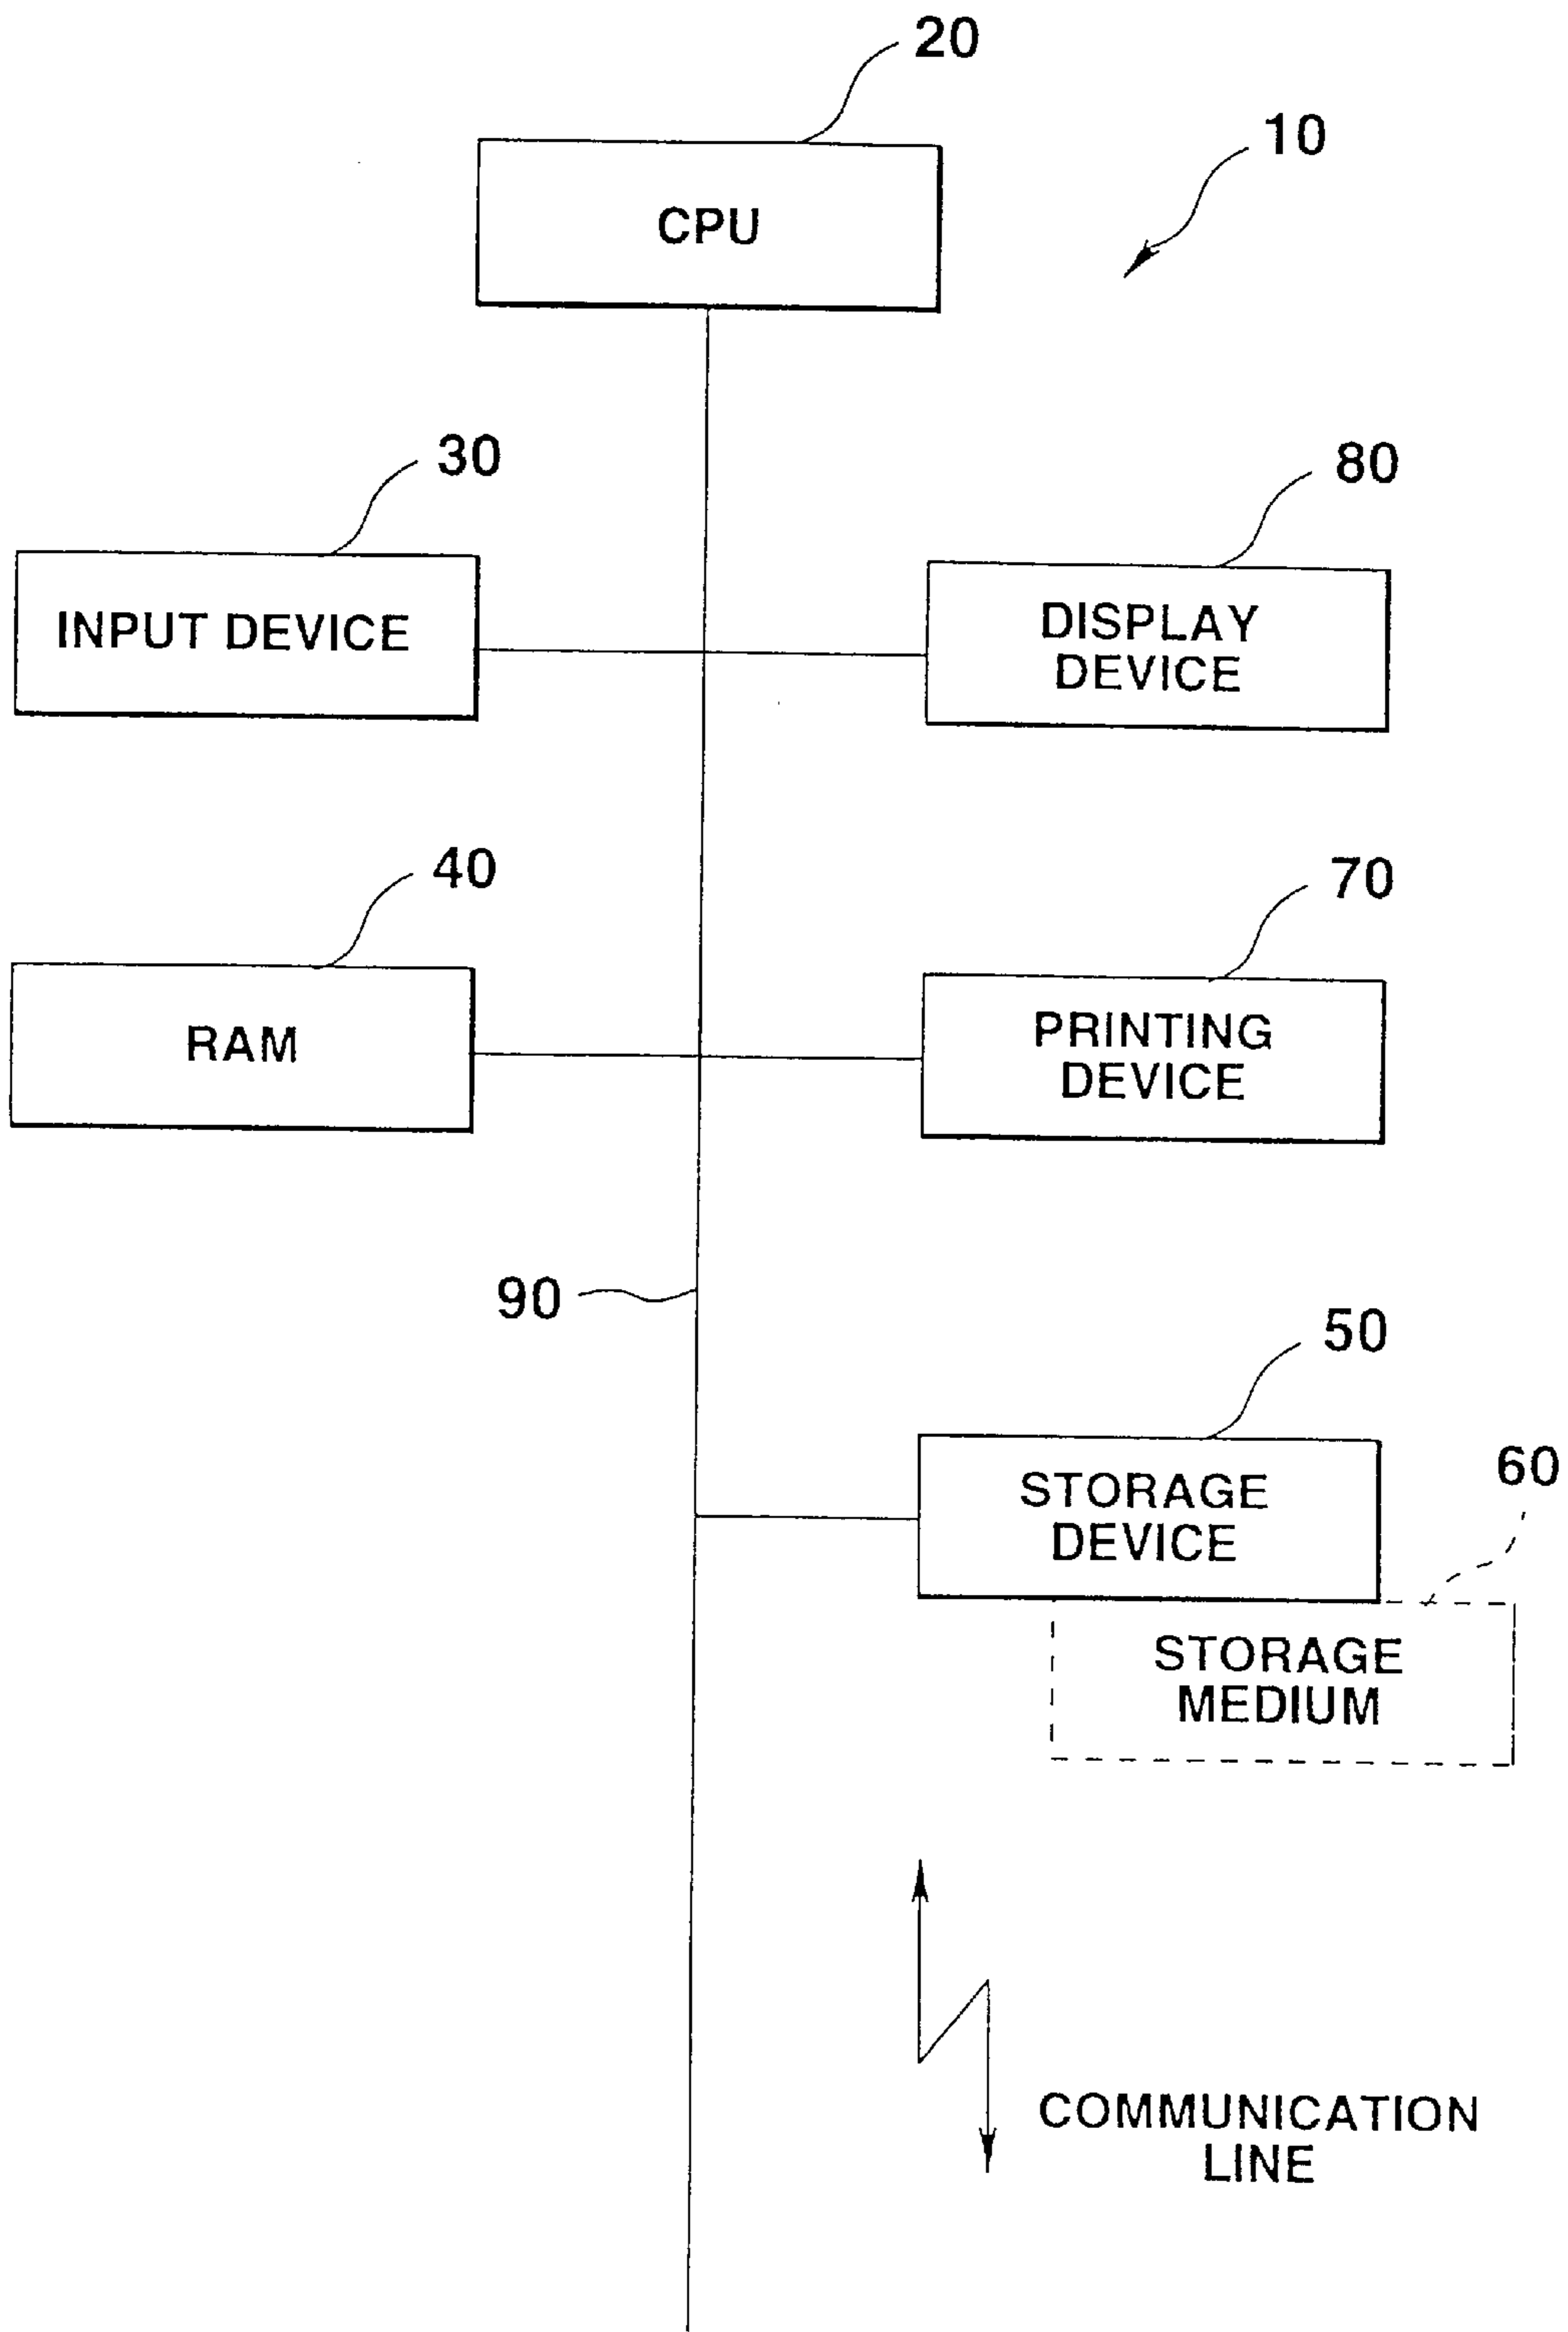 20
10
CPU
30
80
INPUT DEVICE
DISPLAY
DEVICE
40
70
RAM
PRINTING
DEVICE
90
50
STORAGE
DEVICE
60
STORAGE
MEDIUM
COMMUNICATION
LINE